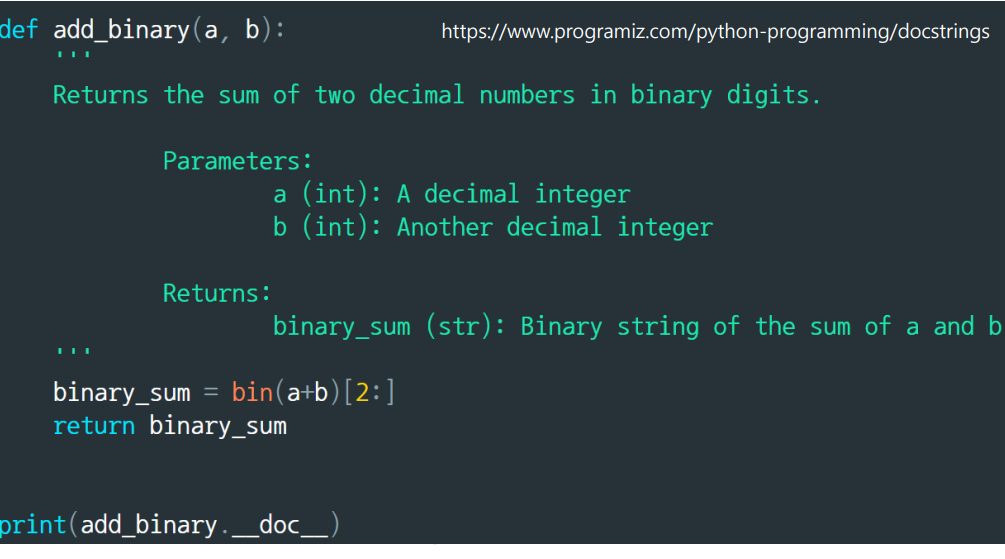 def add_binary(a, b):
https://www.programiz.com/python-programming/docstrings
    '''
    Returns the sum of two decimal numbers in binary digits.

            Parameters:
                    a (int): A decimal integer
                    b (int): Another decimal integer

            Returns:
                    binary_sum (str): Binary string of the sum of a and b
    '''
    binary_sum = bin(a+b)[2:]
    return binary_sum


print(add_binary.__doc__)